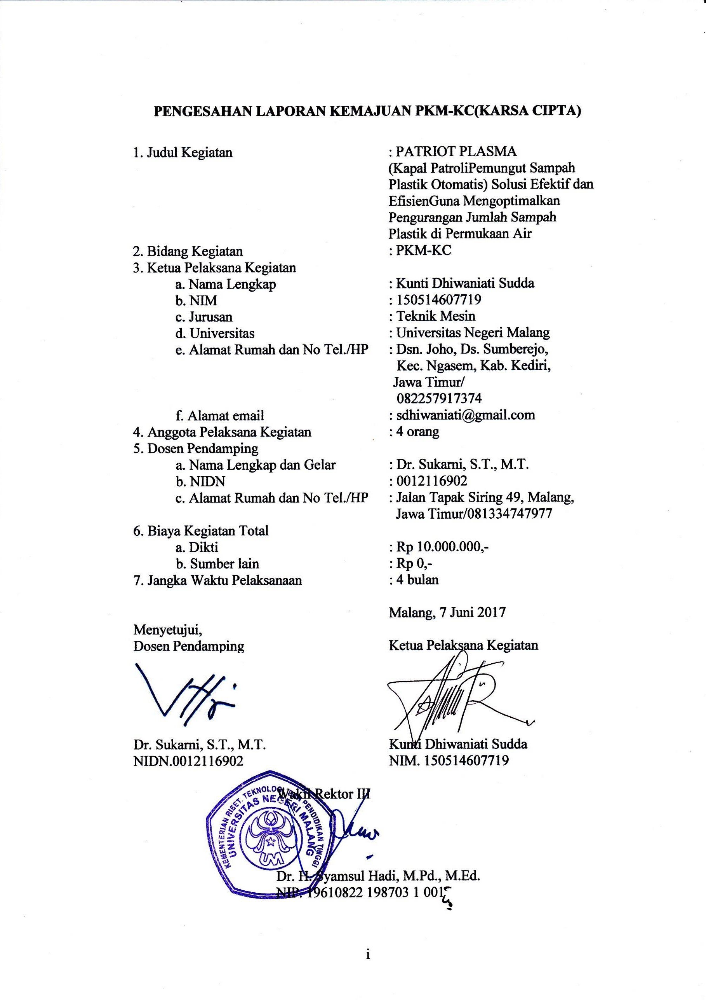 PENGESAHAN LAPORAN KEMAJUAN PKM-KC(KARSA CIPTA)
1. Judul Kegiatan : PATRIOT PLASMA
(Kapal PatroliPemungut Sampah
Plastik Otomatis) Solusi Efektif dan
EfisienGuna Mengoptimalkan
Pengurangan Jumlah Sampah
Plastik di Permukaan Air
2. Bidang Kegiatan : PKM-KC
3. Ketua Pelaksana Kegiatan
a. Nama Lengkap : Kunti Dhiwaniati Sudda
b. NIM : 150514607719
c. Jurusan : Teknik Mesin
d. Universitas : Universitas Negeri Malang
e. Alamat Rumah dan No Tel./HP : Dsn. Joho, Ds. Sumberejo,
Kec. Ngasem, Kab. Kediri,
Jawa Timur/
082257917374
f. Alamat email : sdhiwaniati@gmail.com
4. Anggota Pelaksana Kegiatan : 4 orang
5. Dosen Pendamping
a. Nama Lengkap dan Gelar : Dr. Sukarni, S.T., M.T.
b. NIDN : 0012116902
c. Alamat Rumah dan No Tel./HP : Jalan Tapak Siring 49, Malang,
Jawa Timur/081334747977
6. Biaya Kegiatan Total
a. Dikti : Rp 10.000.000,-
b. Sumber lain : Rp 0,-
7. Jangka Waktu Pelaksanaan : 4 bulan
Malang, 7 Juni 2017
Menyetujui,
Dosen Pendamping Ketua Pelaksana Kegiatan
Dr. Sukarni, S.T., M.T. Kunti Dhiwaniati Sudda
NIDN.0012116902 NIM. 150514607719
Wakil Rektor III
KEMENTERIAN RISET, TEKNOLOGI DAN PENDIDIKAN TINGGI
UNIVERSITAS NEGERI MALANG
UM
Dr. H. Syamsul Hadi, M.Pd., M.Ed.
NIP. 19610822 198703 1 001
i